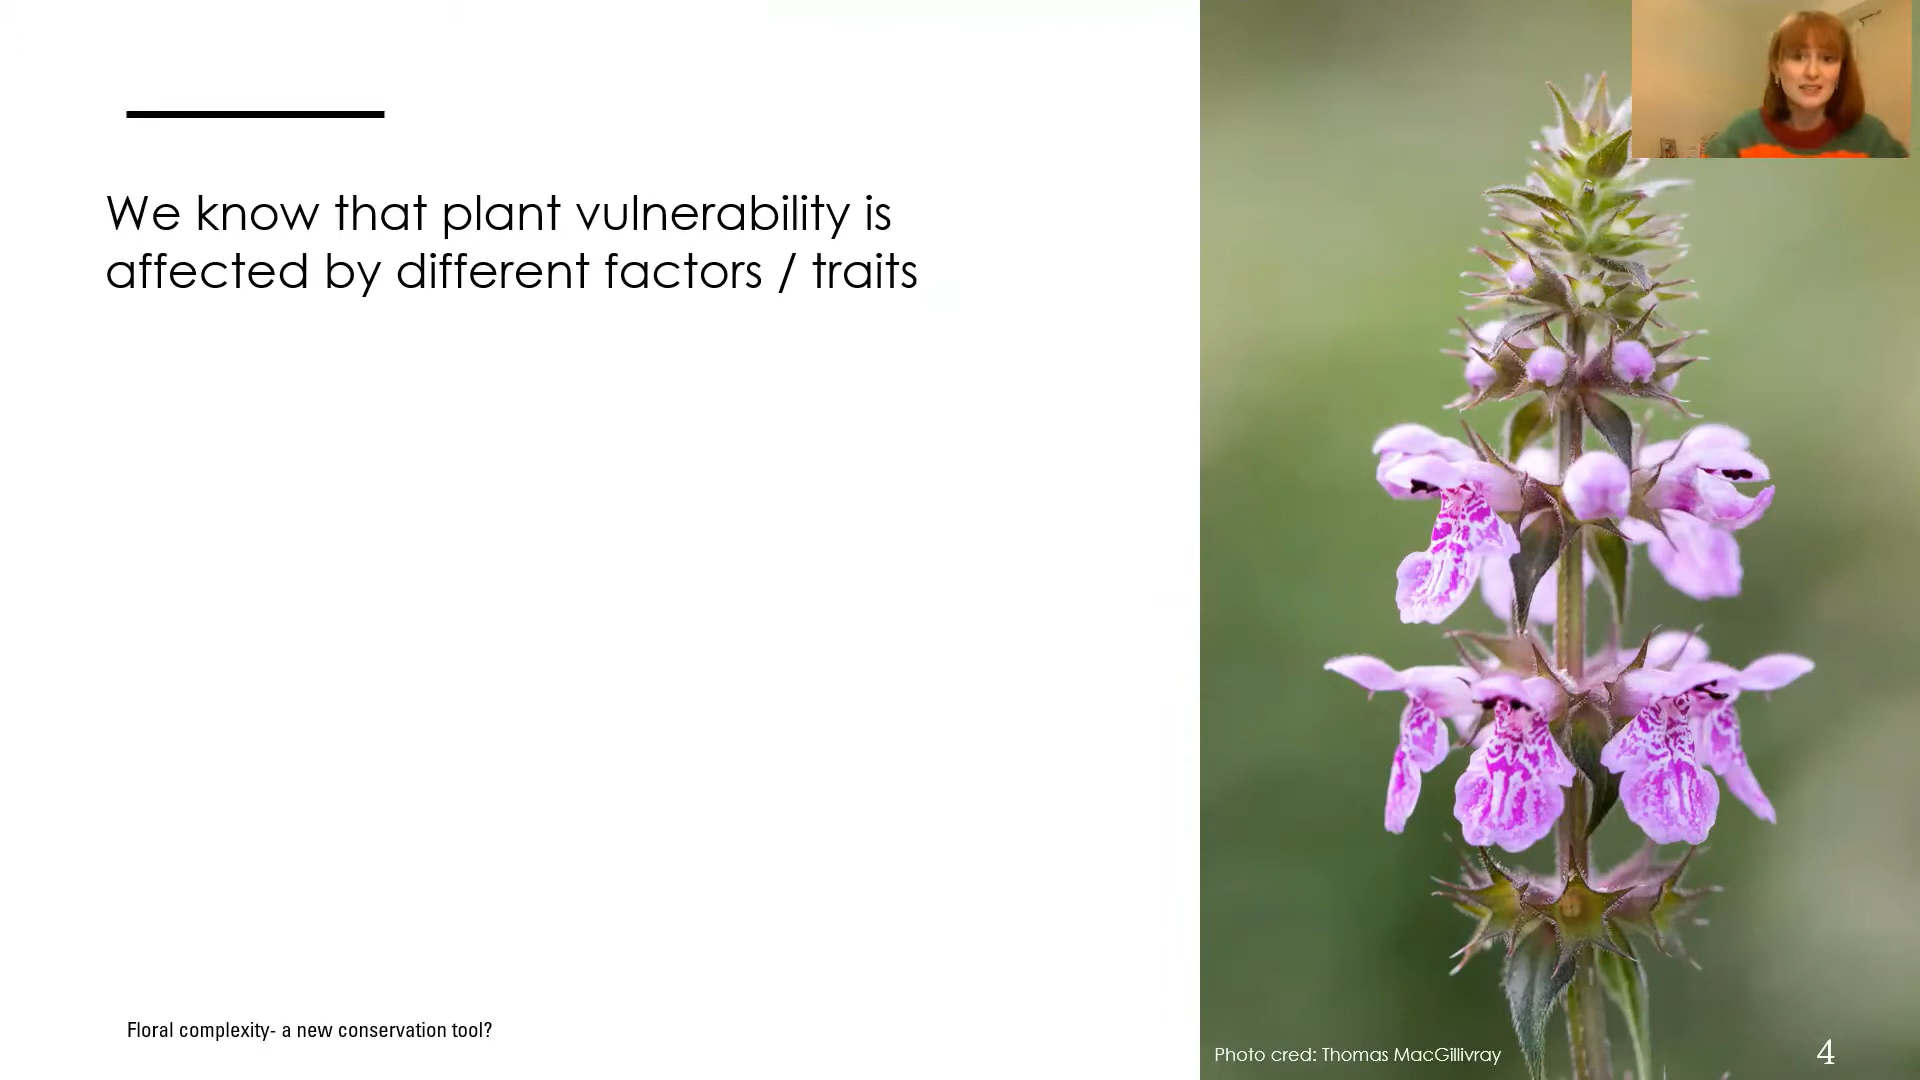 We know that plant vulnerability is
affected by different factors / traits
Floral complexity- a new conservation tool?
Photo cred: Thomas MacGillivray
4